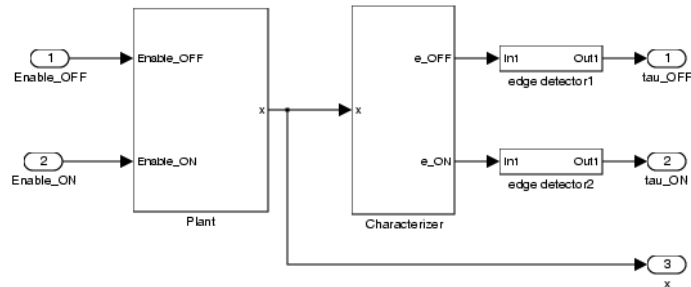 1
Enable_OFF
Enable_OFF
2
Enable_ON
Enable_ON
x
Plant
x
e_OFF
e_ON
Characterizer
In1 Out1
edge detector1
In1 Out1
edge detector2
1
tau_OFF
2
tau_ON
3
x